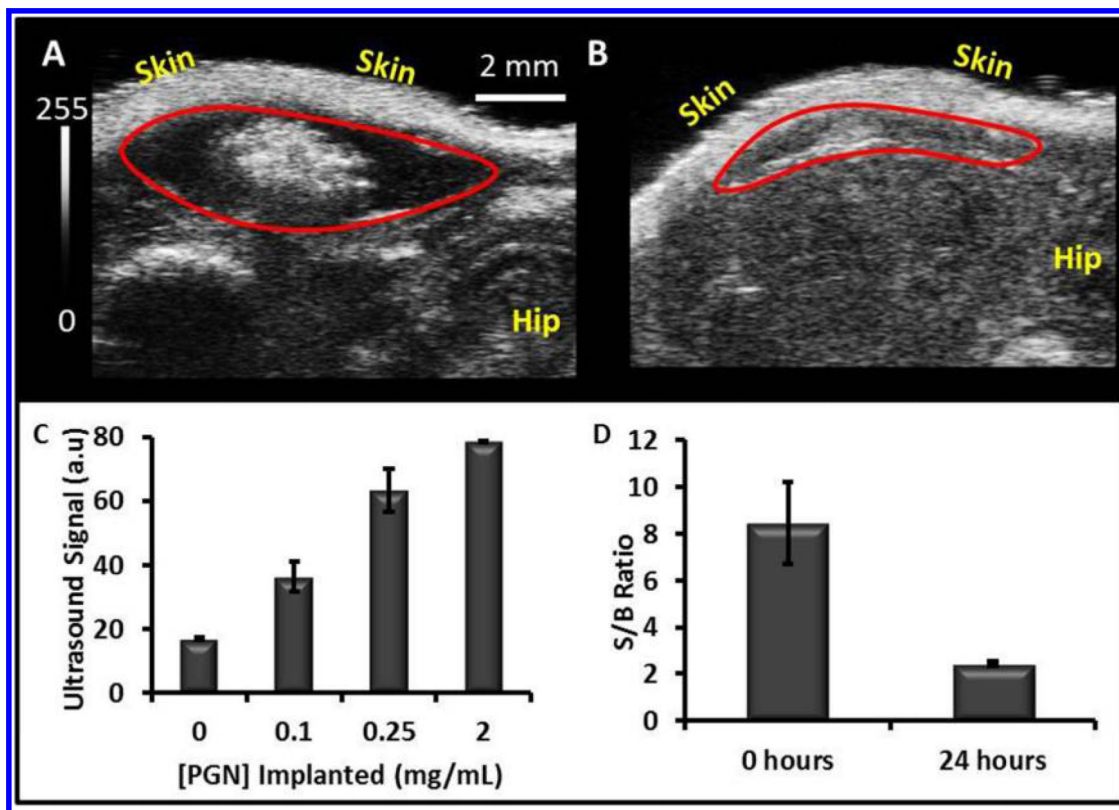 A
Skin
Skin
2 mm
255
0
Hip
B
Skin
Skin
Hip
C
Ultrasound Signal (a.u)
80
60
40
20
0
0 0.1 0.25 2
[PGN] Implanted (mg/mL)
D
S/B Ratio
12
10
8
6
4
2
0
0 hours 24 hours